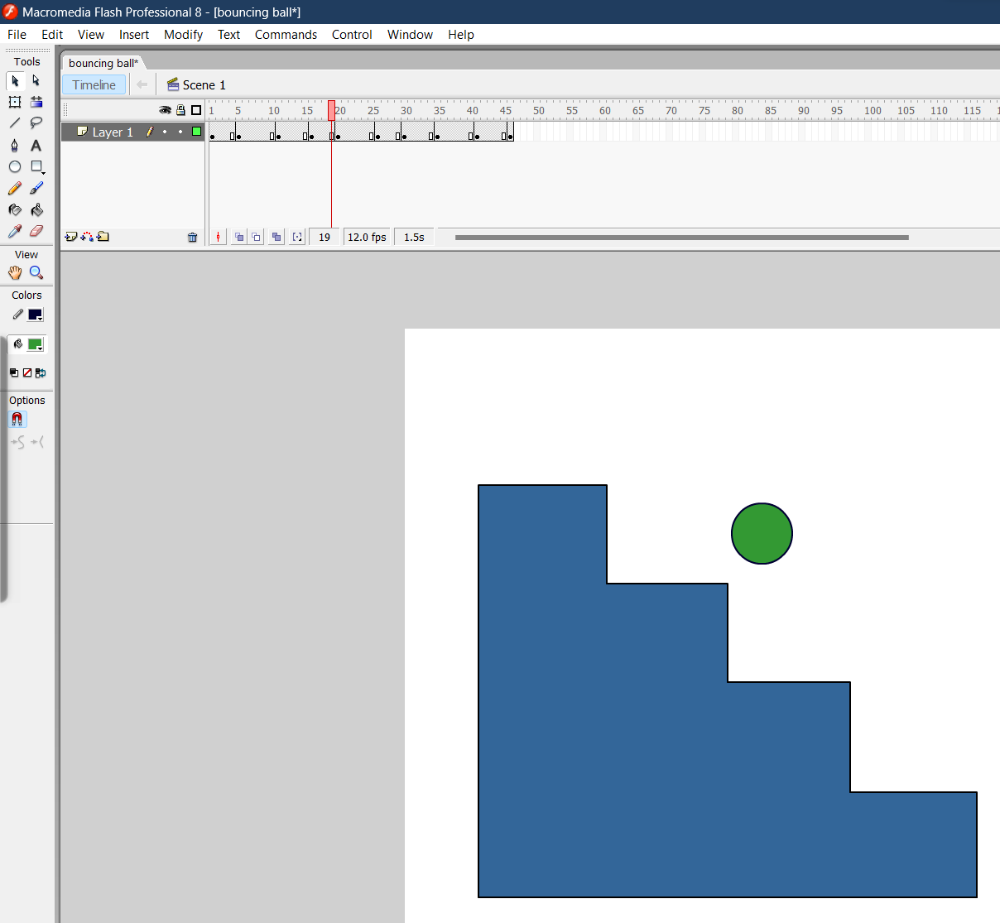 Macromedia Flash Professional 8 - [bouncing ball*]
File Edit View Insert Modify Text Commands Control Window Help
Tools
bouncing ball*
Timeline Scene 1
1 5 10 15 20 25 30 35 40 45 50 55 60 65 70 75 80 85 90 95 100 105 110 115 1
Layer 1
19 12.0 fps 1.5s
View
Colors
Options